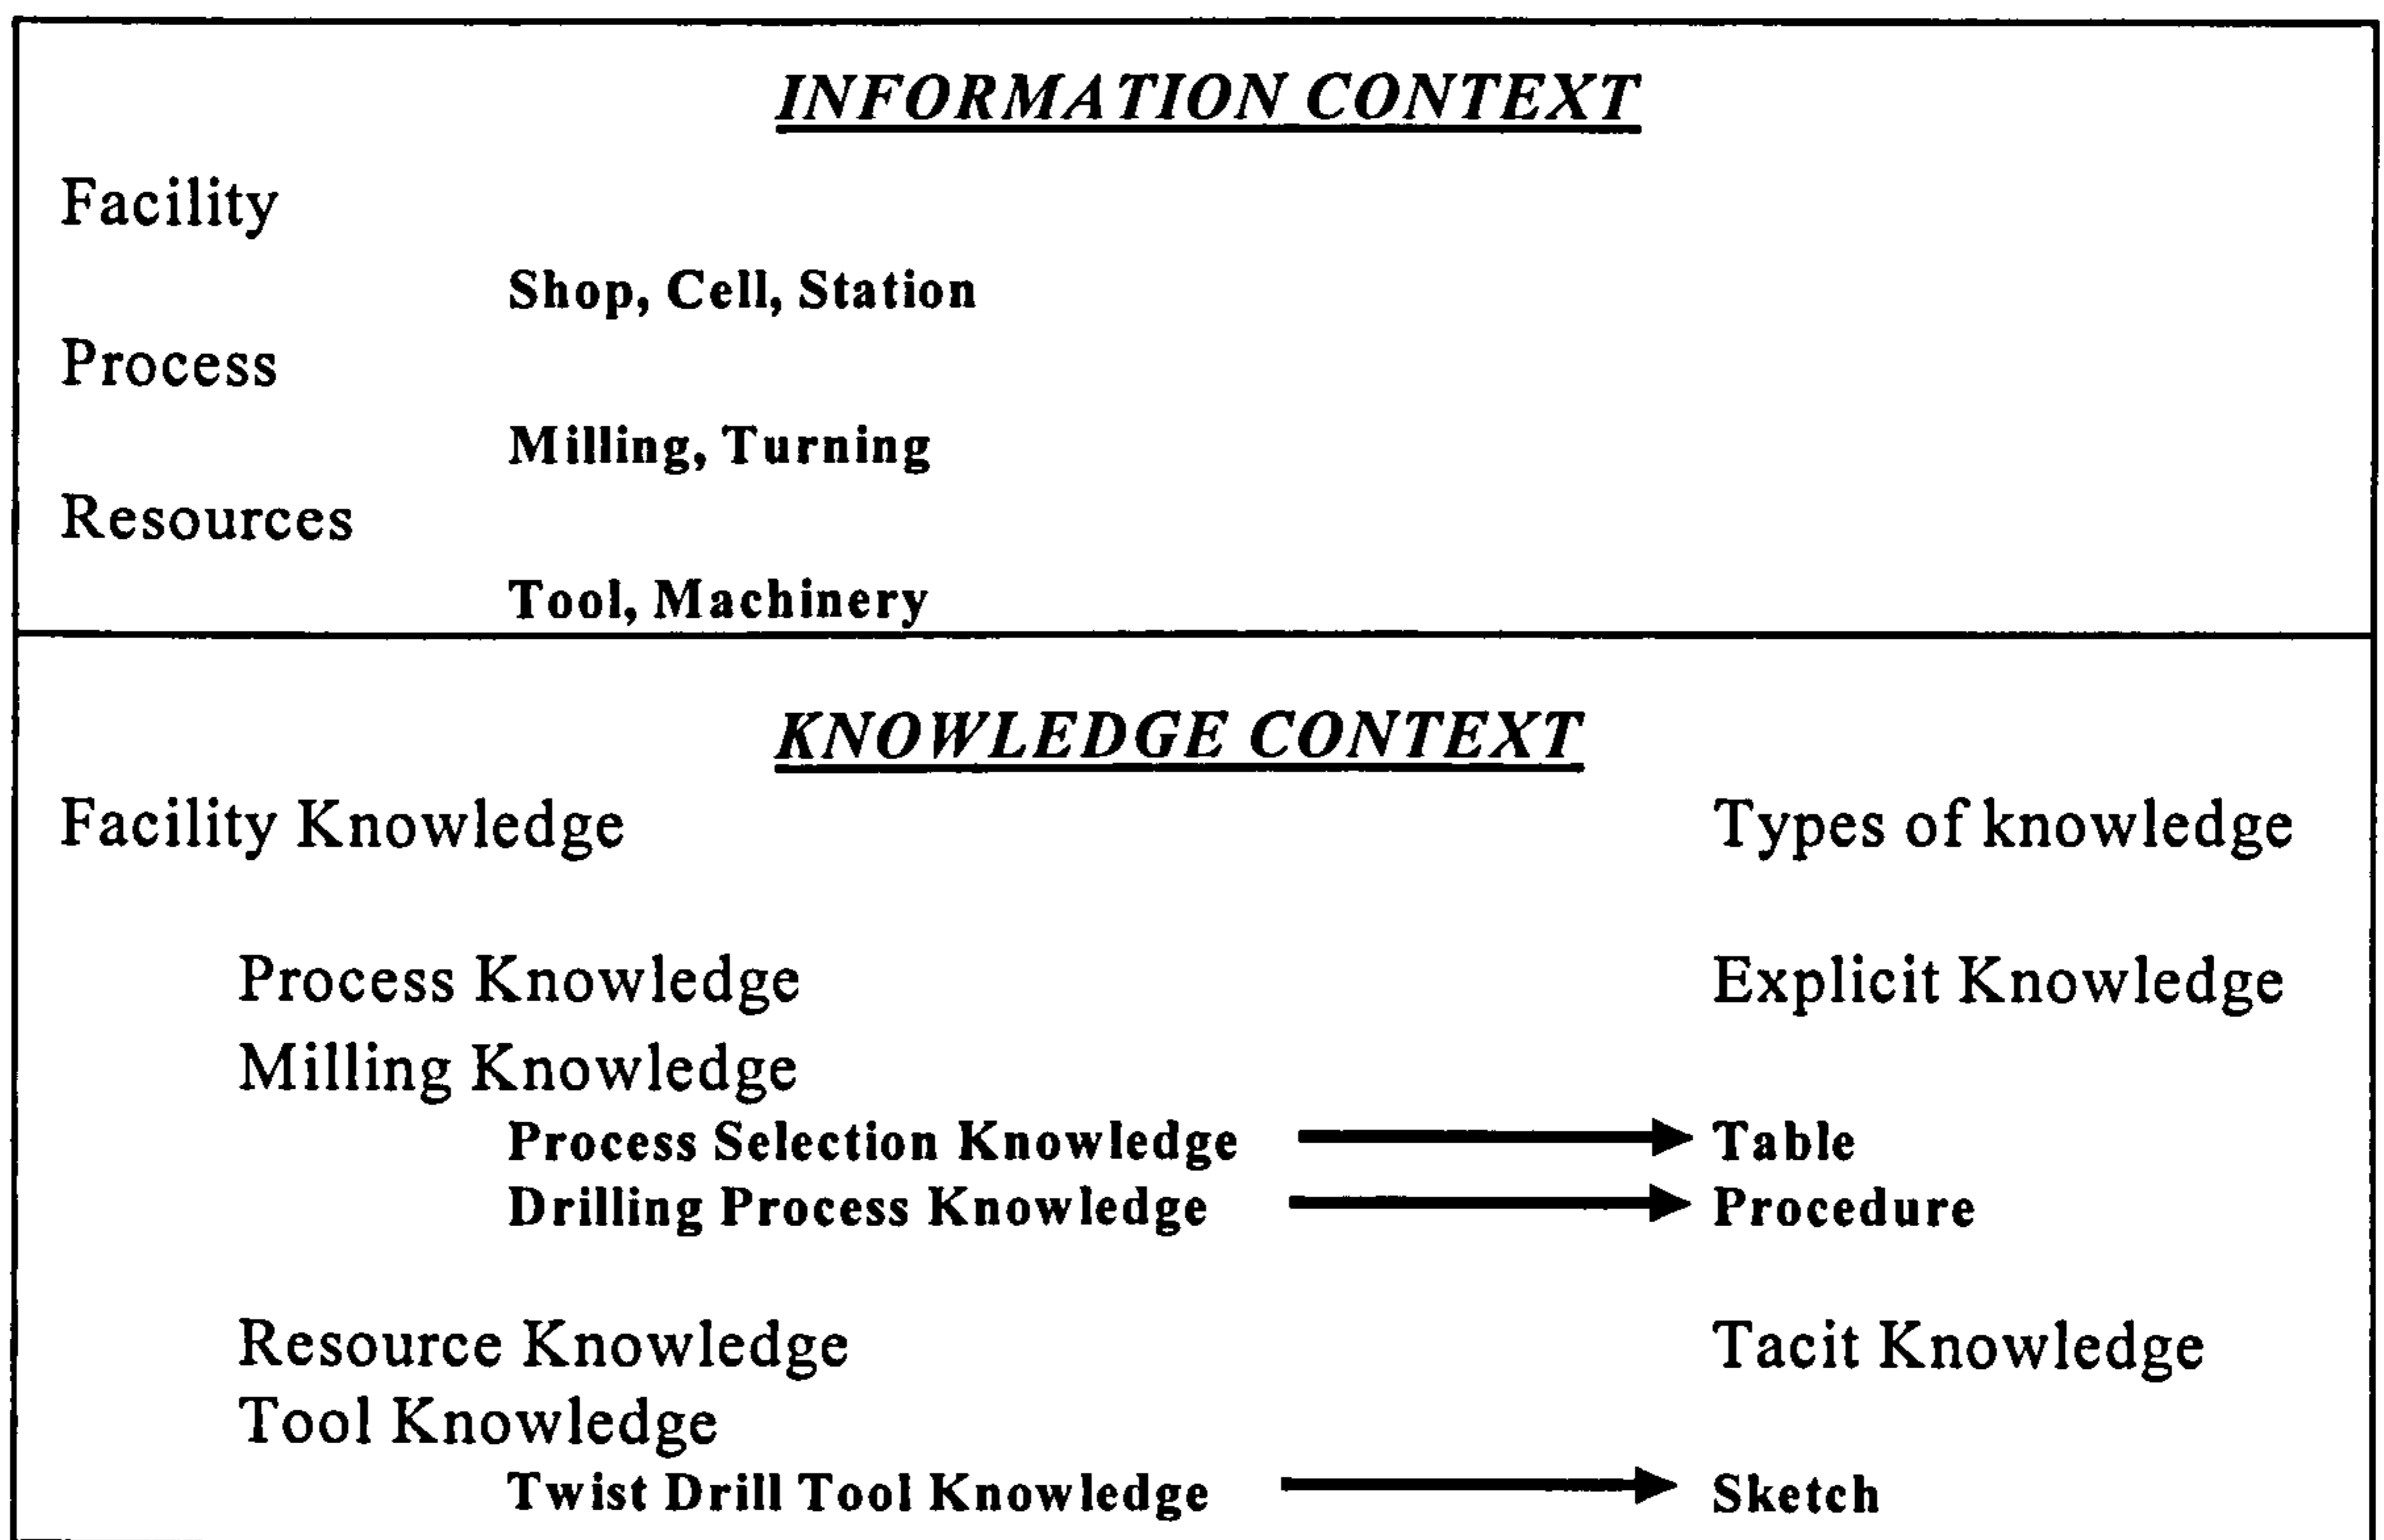 INFORMATION CONTEXT
Facility
Shop, Cell, Station
Process
Milling, Turning
Resources
Tool, Machinery
KNOWLEDGE CONTEXT
Facility Knowledge Types of knowledge
Process Knowledge Explicit Knowledge
Milling Knowledge
Process Selection Knowledge Table
Drilling Process Knowledge Procedure
Resource Knowledge Tacit Knowledge
Tool Knowledge
Twist Drill Tool Knowledge Sketch